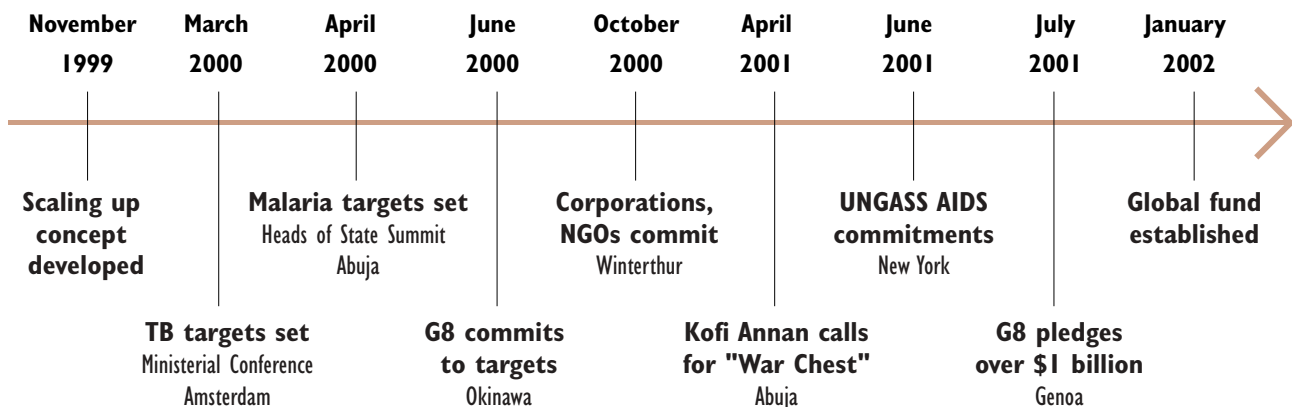 November March April June October April June July January
1999 2000 2000 2000 2000 2001 2001 2001 2002
Scaling up
concept
developed
Malaria targets set
Heads of State Summit
Abuja
Corporations,
NGOs commit
Winterthur
UNGASS AIDS
commitments
New York
Global fund
established
TB targets set
Ministerial Conference
Amsterdam
G8 commits
to targets
Okinawa
Kofi Annan calls
for "War Chest"
Abuja
G8 pledges
over $1 billion
Genoa